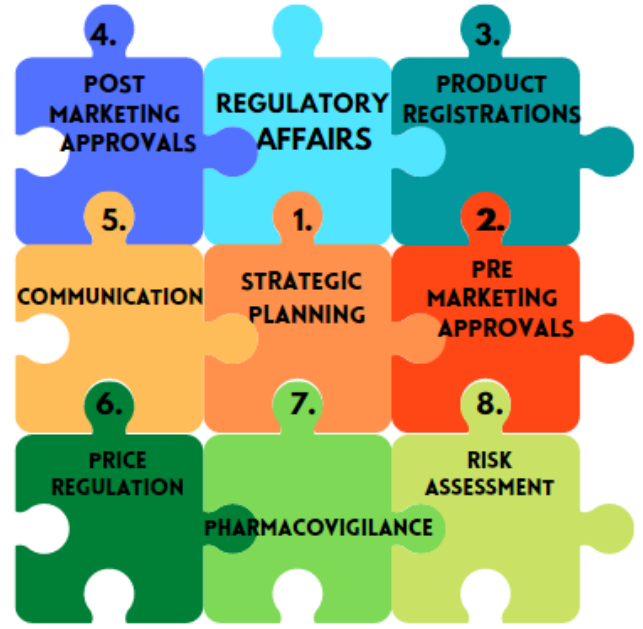 4.
POST
MARKETING
APPROVALS
REGULATORY
AFFAIRS
3.
PRODUCT
REGISTRATIONS
5.
COMMUNICATION
1.
STRATEGIC
PLANNING
2.
PRE
MARKETING
APPROVALS
6.
PRICE
REGULATION
7.
PHARMACOVIGILANCE
8.
RISK
ASSESSMENT